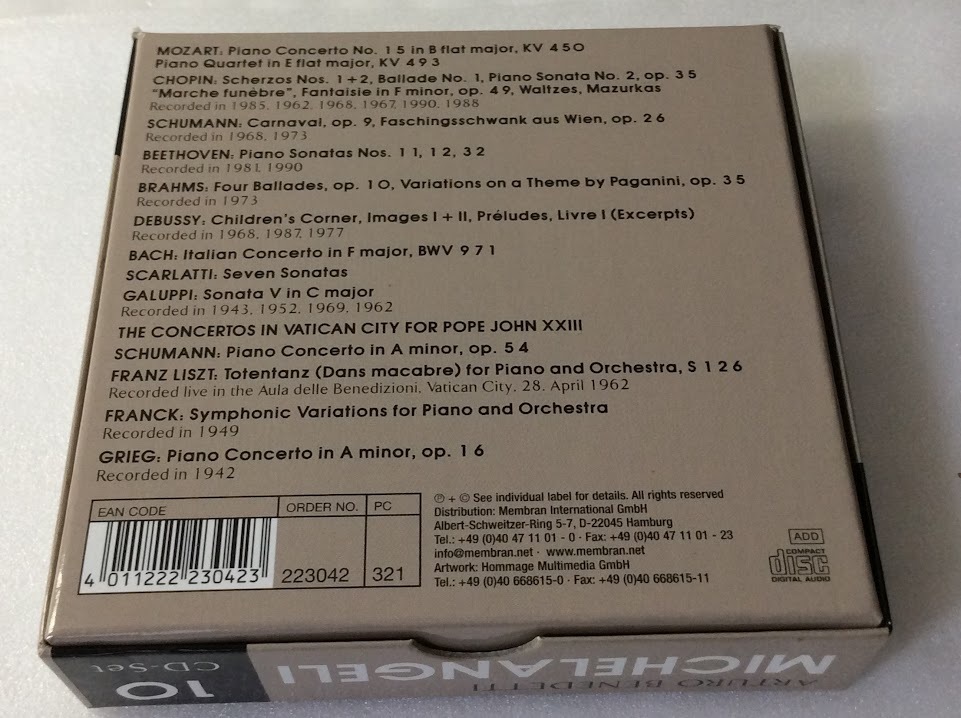 MOZART: Piano Concerto No. 15 in B flat major, KV 450
Piano Quartet in E flat major, KV 493
CHOPIN: Scherzos Nos. 1+2, Ballade No. 1, Piano Sonata No. 2, op. 35
"Marche funèbre", Fantaisie in F minor, op. 49, Waltzes, Mazurkas
Recorded in 1985, 1962, 1968, 1967, 1990, 1988
SCHUMANN: Carnaval, op. 9, Faschingsschwank aus Wien, op. 26
Recorded in 1968, 1973
BEETHOVEN: Piano Sonatas Nos. 11, 12, 32
Recorded in 1981, 1990
BRAHMS: Four Ballades, op. 10, Variations on a Theme by Paganini, op. 35
Recorded in 1973
DEBUSSY: Children's Corner, Images I + II, Préludes, Livre I (Excerpts)
Recorded in 1968, 1987, 1977
BACH: Italian Concerto in F major, BWV 971
SCARLATTI: Seven Sonatas
GALUPPI: Sonata V in C major
Recorded in 1943, 1952, 1969, 1962
THE CONCERTOS IN VATICAN CITY FOR POPE JOHN XXIII
SCHUMANN: Piano Concerto in A minor, op. 54
FRANZ LISZT: Totentanz (Dans macabre) for Piano and Orchestra, S 126
Recorded live in the Aula delle Benedizioni, Vatican City, 28. April 1962
FRANCK: Symphonic Variations for Piano and Orchestra
Recorded in 1949
GRIEG: Piano Concerto in A minor, op. 16
Recorded in 1942
EAN CODE
4 011222 230423
ORDER NO.
223042
PC
321
℗ + © See individual label for details. All rights reserved
Distribution: Membran International GmbH
Albert-Schweitzer-Ring 5-7, D-22045 Hamburg
Tel.: +49 (0)40 47 11 01 - 0 · Fax: +49 (0)40 47 11 01 - 23
info@membran.net · www.membran.net
Artwork: Hommage Multimedia GmbH
Tel.: +49 (0)40 668615-0 · Fax: +49 (0)40 668615-11
ADD
COMPACT
disc
DIGITAL AUDIO
ARTURO BENEDETTI
MICHELANGELI
10
CD-Set